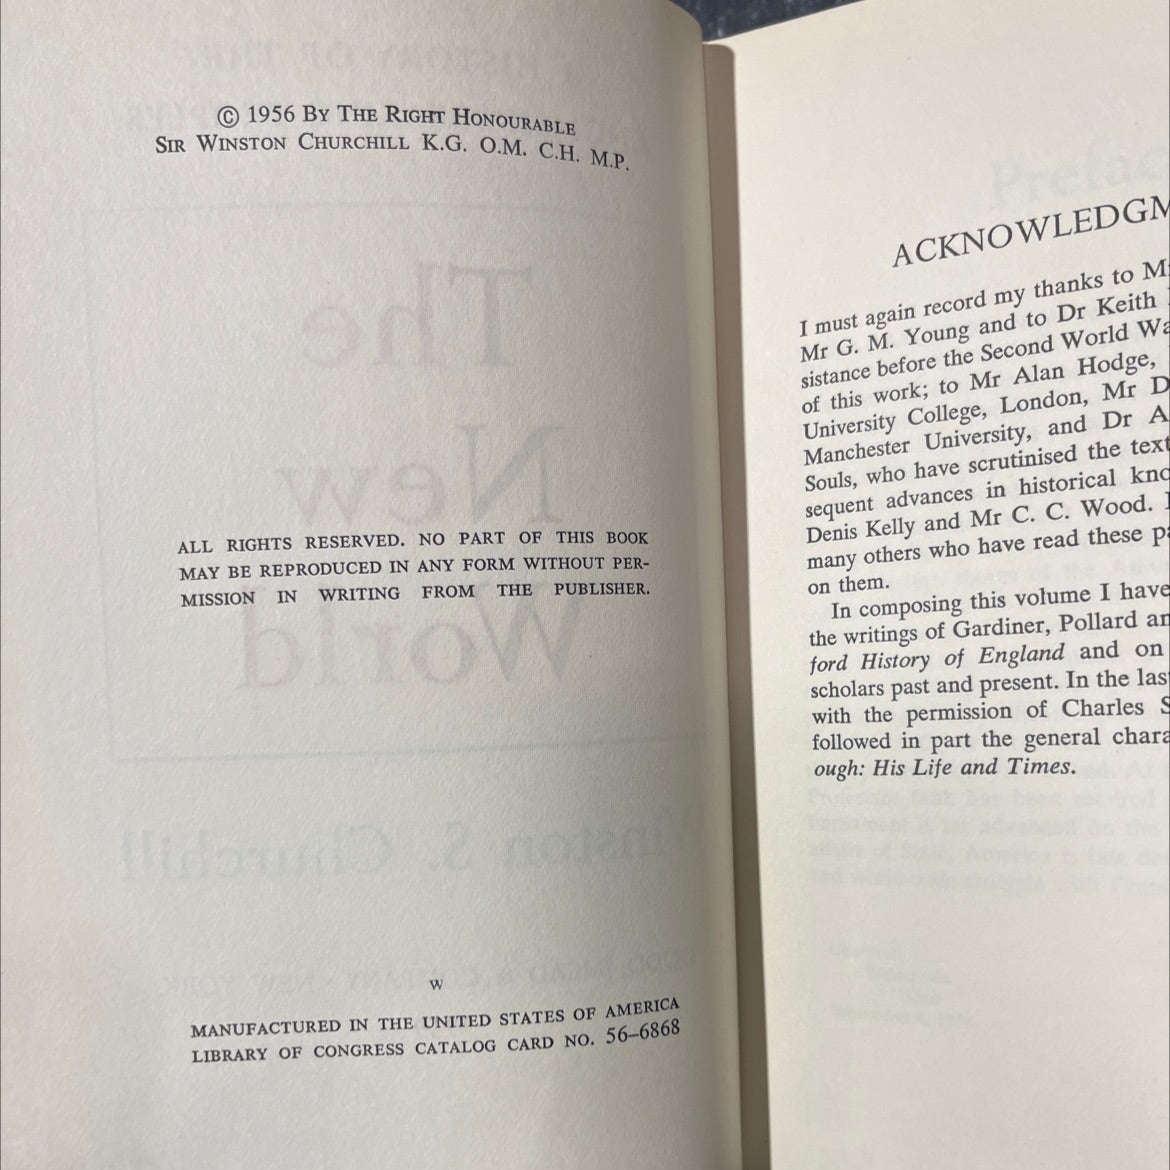 © 1956 By The Right Honourable
Sir Winston Churchill K.G. O.M. C.H. M.P.
The
New
World
ALL RIGHTS RESERVED. NO PART OF THIS BOOK
MAY BE REPRODUCED IN ANY FORM WITHOUT PER-
MISSION IN WRITING FROM THE PUBLISHER.
Winston S. Churchill
W
MANUFACTURED IN THE UNITED STATES OF AMERICA
LIBRARY OF CONGRESS CATALOG CARD NO. 56–6868
ACKNOWLEDGM
I must again record my thanks to M
Mr G. M. Young and to Dr Keith
sistance before the Second World Wa
of this work; to Mr Alan Hodge,
University College, London, Mr D
Manchester University, and Dr A
Souls, who have scrutinised the text
sequent advances in historical kno
Denis Kelly and Mr C. C. Wood.
many others who have read these p
on them.
In composing this volume I have
the writings of Gardiner, Pollard an
ford History of England and on
scholars past and present. In the las
with the permission of Charles S
followed in part the general chara
ough: His Life and Times.